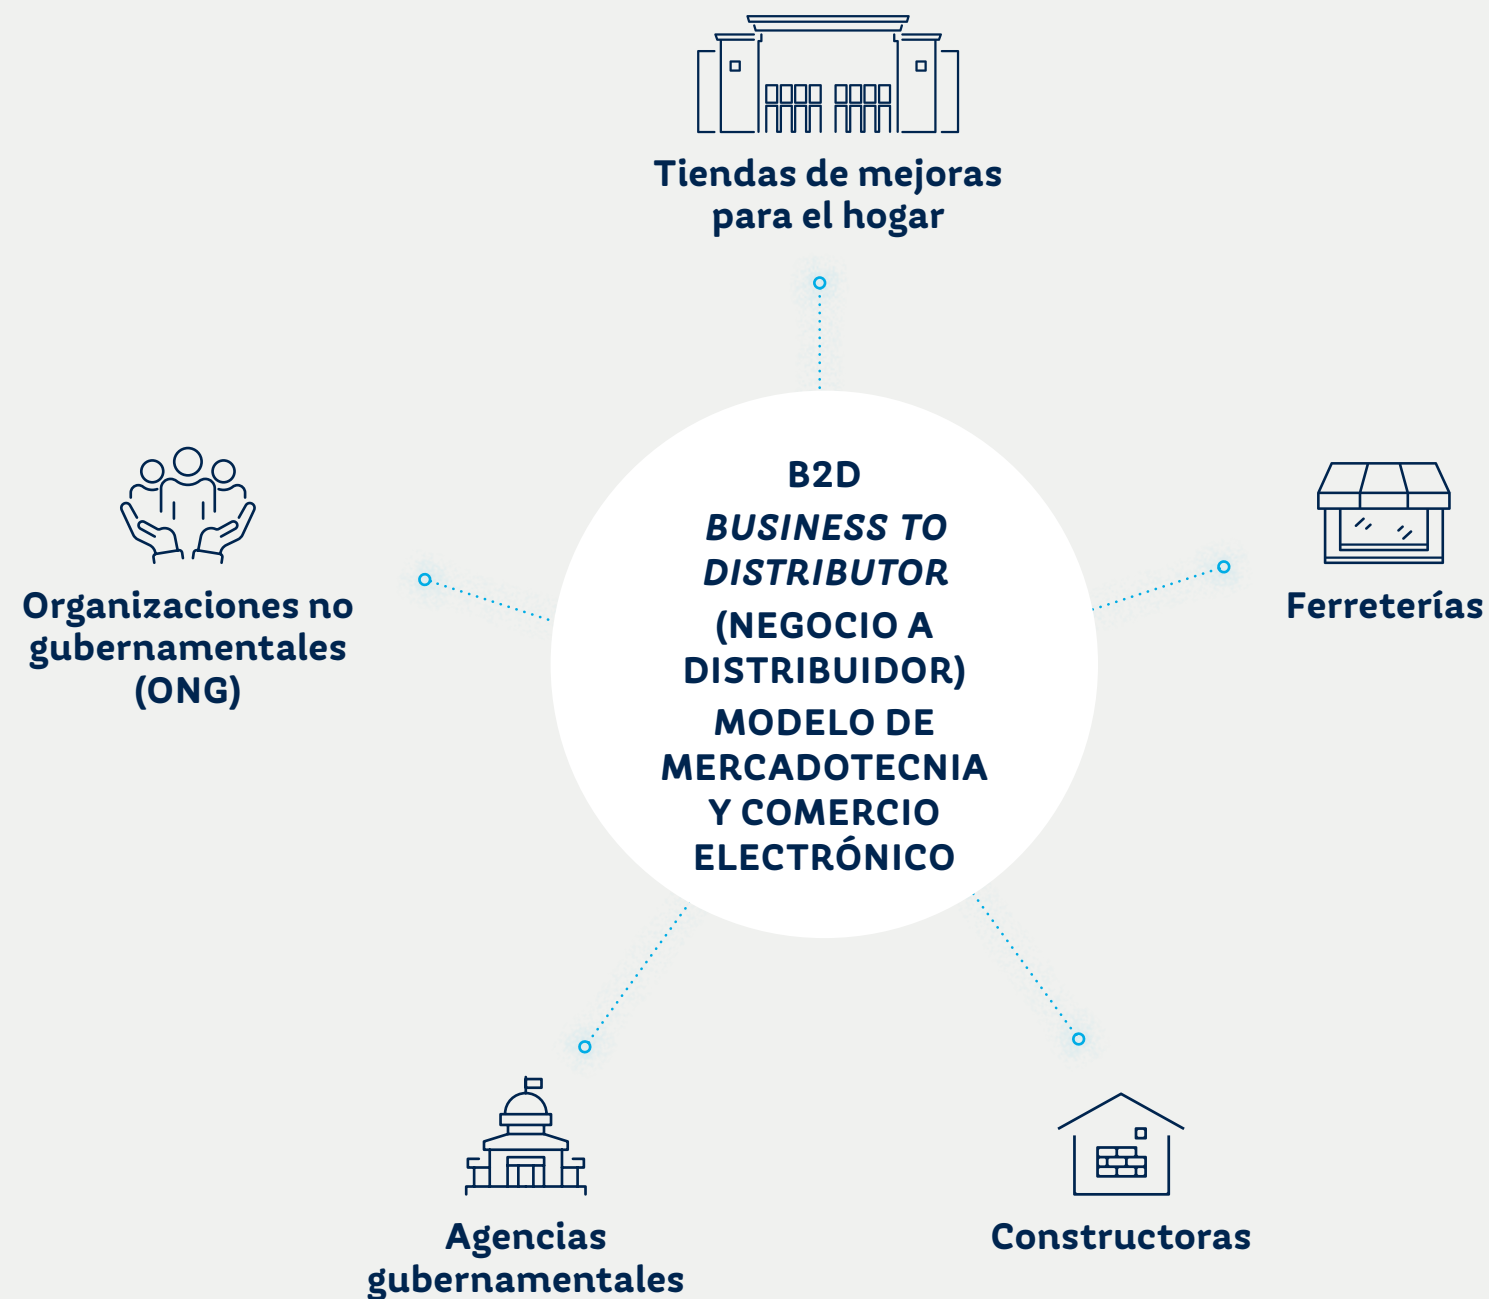 Tiendas de mejoras
para el hogar
B2D
BUSINESS TO
DISTRIBUTOR
(NEGOCIO A
DISTRIBUIDOR)
MODELO DE
MERCADOTECNIA
Y COMERCIO
ELECTRÓNICO
Organizaciones no
gubernamentales
(ONG)
Ferreterías
Agencias
gubernamentales
Constructoras